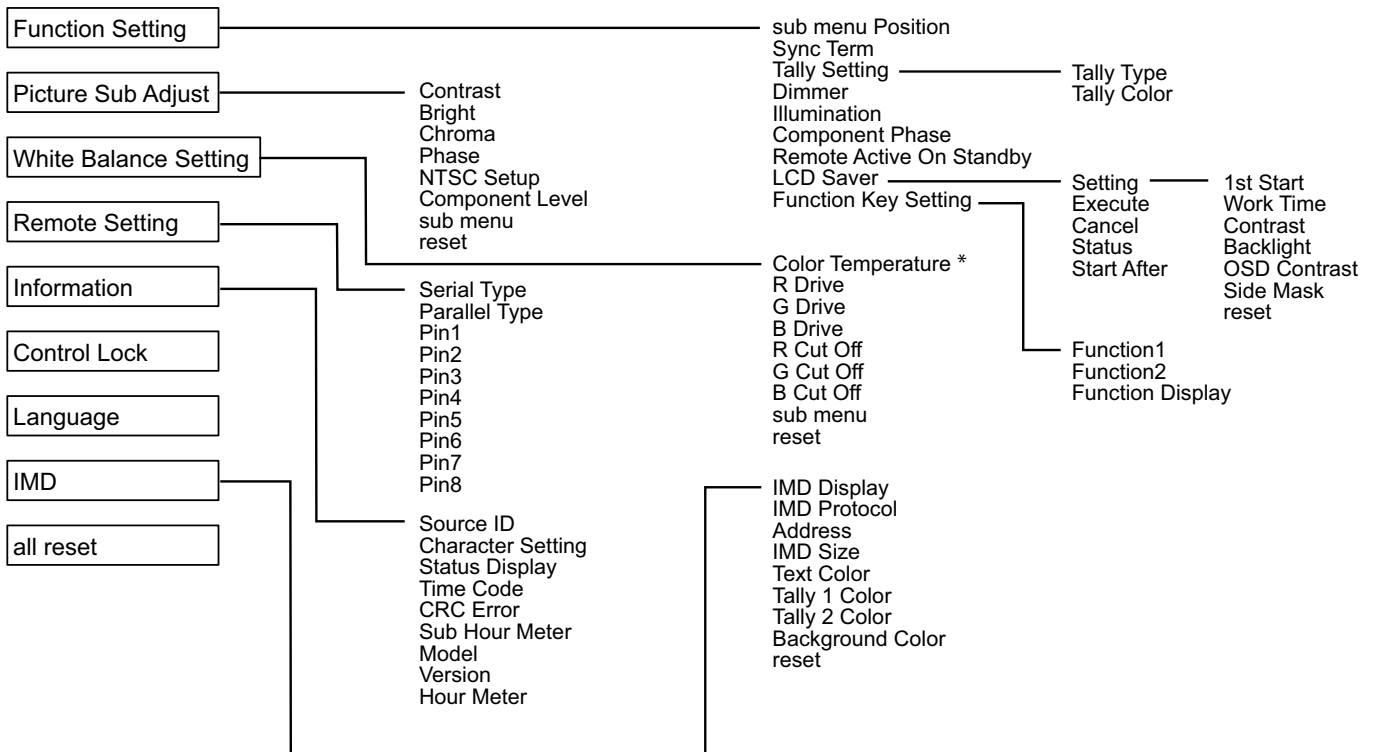 Function Setting
Picture Sub Adjust
White Balance Setting
Remote Setting
Information
Control Lock
Language
IMD
all reset
Contrast
Bright
Chroma
Phase
NTSC Setup
Component Level
sub menu
reset
Serial Type
Parallel Type
Pin1
Pin2
Pin3
Pin4
Pin5
Pin6
Pin7
Pin8
Source ID
Character Setting
Status Display
Time Code
CRC Error
Sub Hour Meter
Model
Version
Hour Meter
sub menu Position
Sync Term
Tally Setting
Dimmer
Illumination
Component Phase
Remote Active On Standby
LCD Saver
Function Key Setting
Color Temperature *
R Drive
G Drive
B Drive
R Cut Off
G Cut Off
B Cut Off
sub menu
reset
IMD Display
IMD Protocol
Address
IMD Size
Text Color
Tally 1 Color
Tally 2 Color
Background Color
reset
Tally Type
Tally Color
Setting
Execute
Cancel
Status
Start After
Function1
Function2
Function Display
1st Start
Work Time
Contrast
Backlight
OSD Contrast
Side Mask
reset